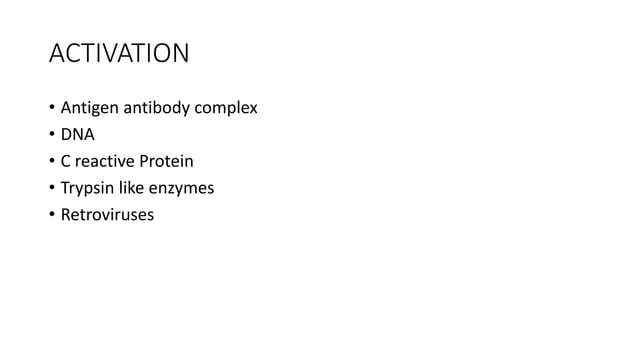 ACTIVATION
• Antigen antibody complex
• DNA
• C reactive Protein
• Trypsin like enzymes
• Retroviruses